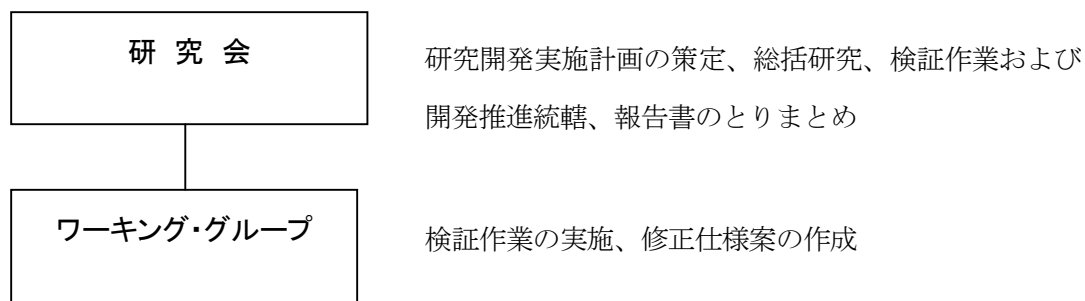 研 究 会
研究開発実施計画の策定、総括研究、検証作業および
開発推進統轄、報告書のとりまとめ
ワーキング・グループ
検証作業の実施、修正仕様案の作成